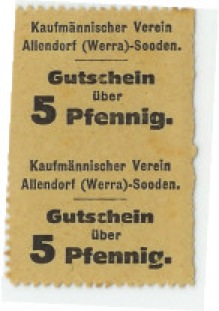 Kaufmännischer Verein
Allendorf (Werra)-Sooden.
Gutschein
über
5 Pfennig.
Kaufmännischer Verein
Allendorf (Werra)-Sooden.
Gutschein
über
5 Pfennig.